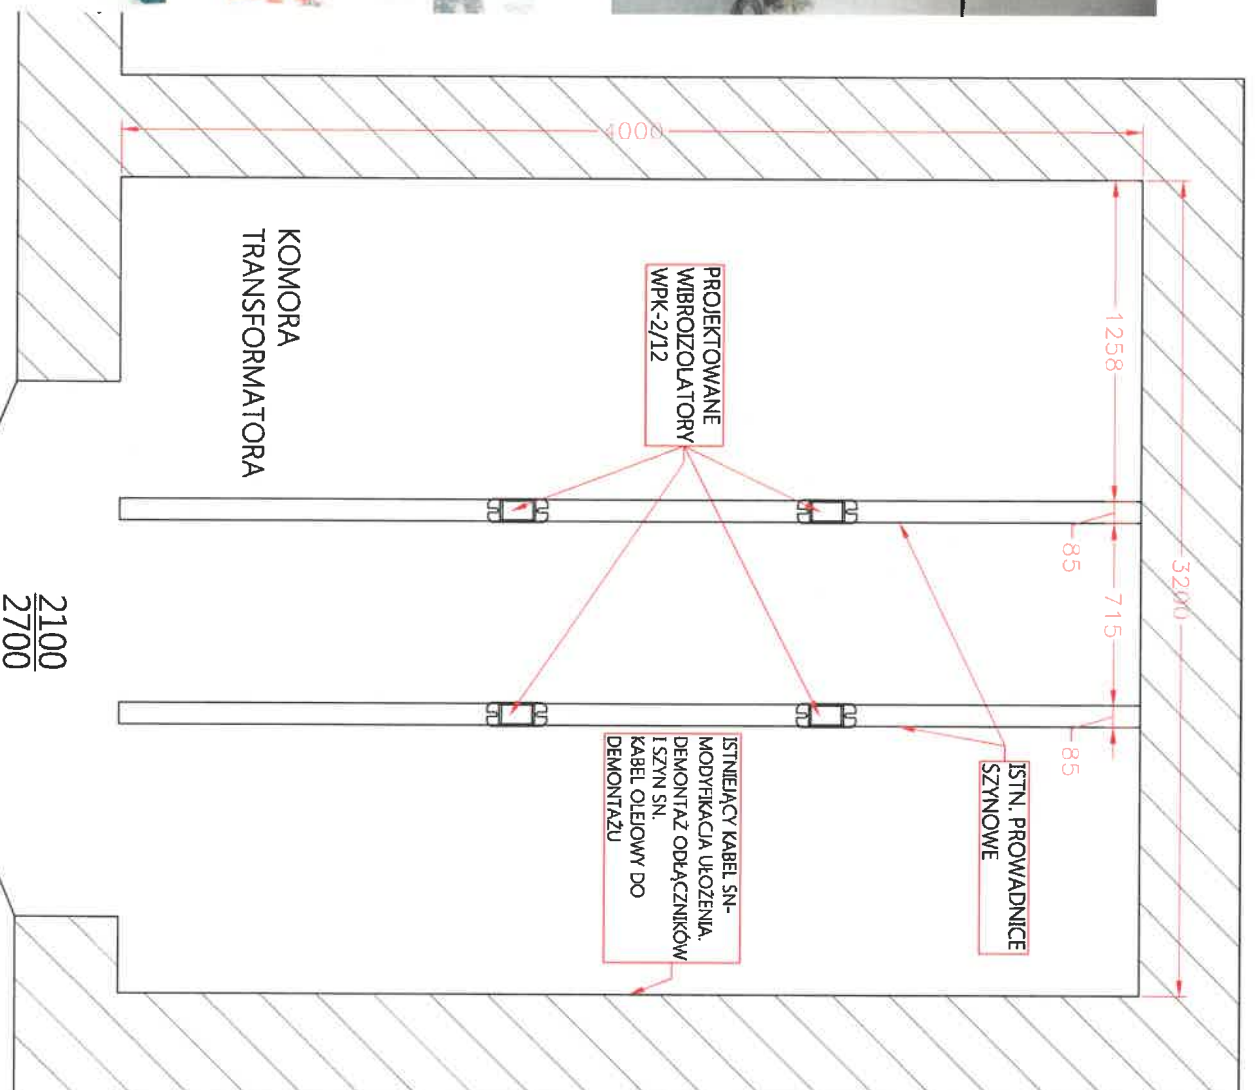 4000
3200
1258
85
715
85
ISTN. PROWADNICE
SZYNOWE
PROJEKTOWANE
WIBROIZOLATORY
WPK-2/12
ISTNIEJĄCY KABEL SN-
MODYFIKACJA UŁOŻENIA.
DEMONTAŻ ODŁĄCZNIKÓW
I SZYN SN.
KABEL OLEJOWY DO
DEMONTAŻU
KOMORA
TRANSFORMATORA
2100
2700